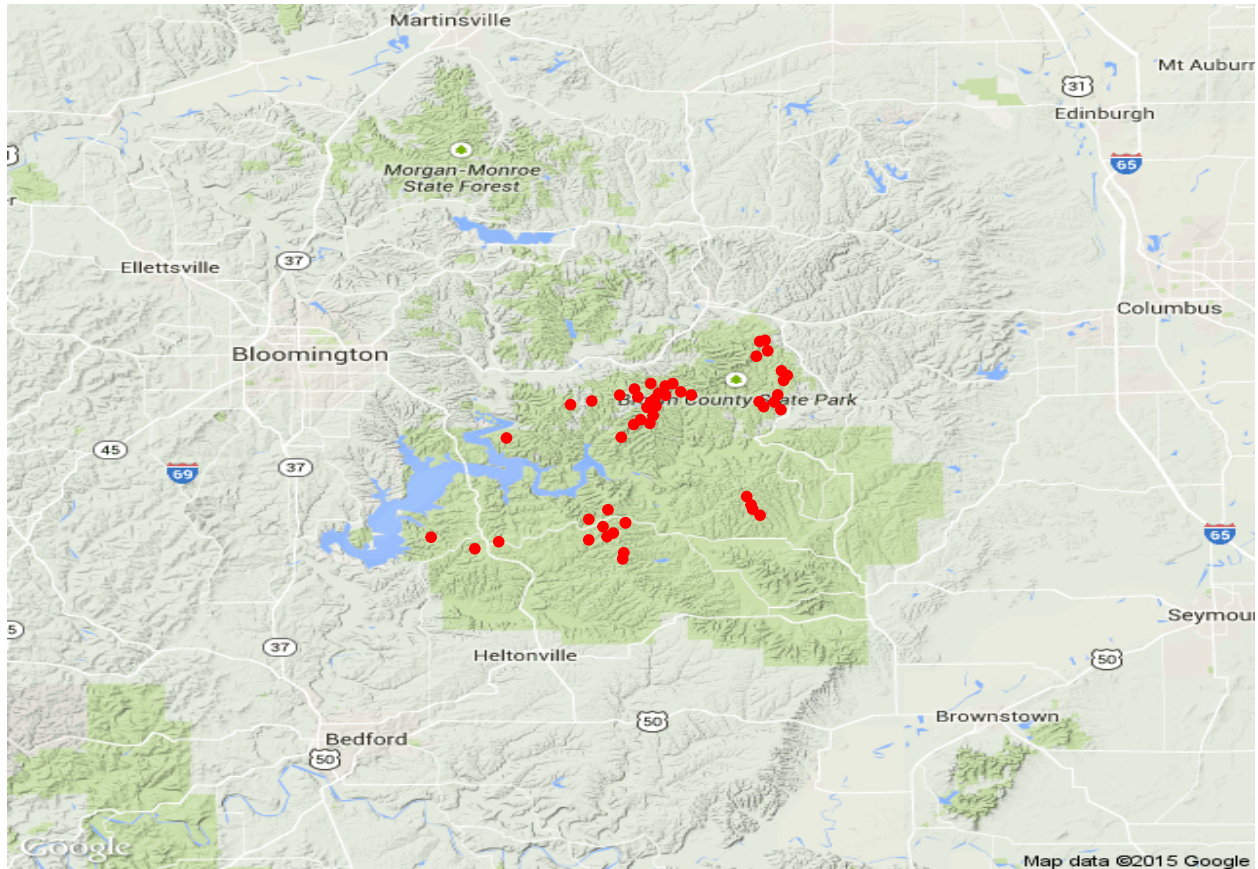 Martinsville
Mt Auburn
31
Edinburgh
65
Morgan-Monroe
State Forest
37
Ellettsville
Columbus
Bloomington
Brown County State Park
45
69
37
65
Seymour
37
Heltonville
50
50
Brownstown
Bedford
50
Google
Map data ©2015 Google